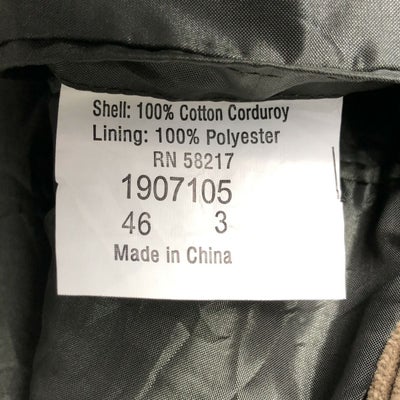 Shell: 100% Cotton Corduroy
Lining: 100% Polyester
RN 58217
1907105
46 3
Made in China